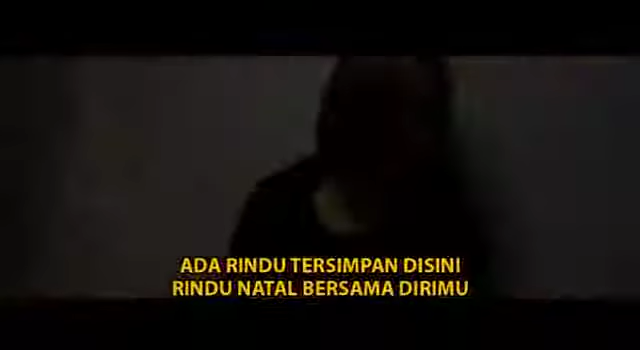 ADA RINDU TERSIMPAN DISINI
RINDU NATAL BERSAMA DIRIMU